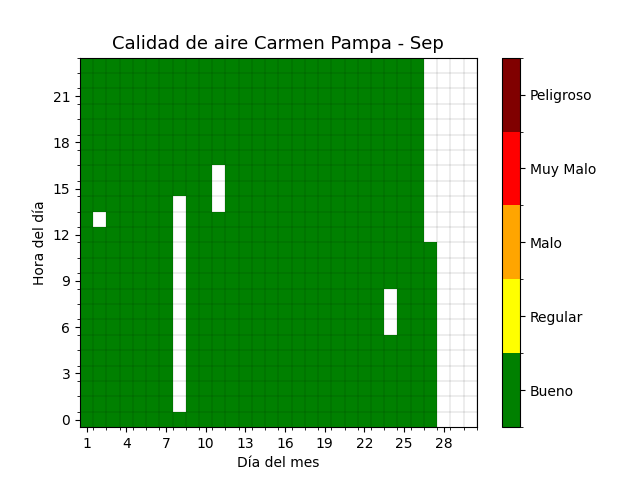 Calidad de aire Carmen Pampa - Sep
Hora del día
21
18
15
12
9
6
3
0
1 4 7 10 13 16 19 22 25 28
Día del mes
Peligroso
Muy Malo
Malo
Regular
Bueno